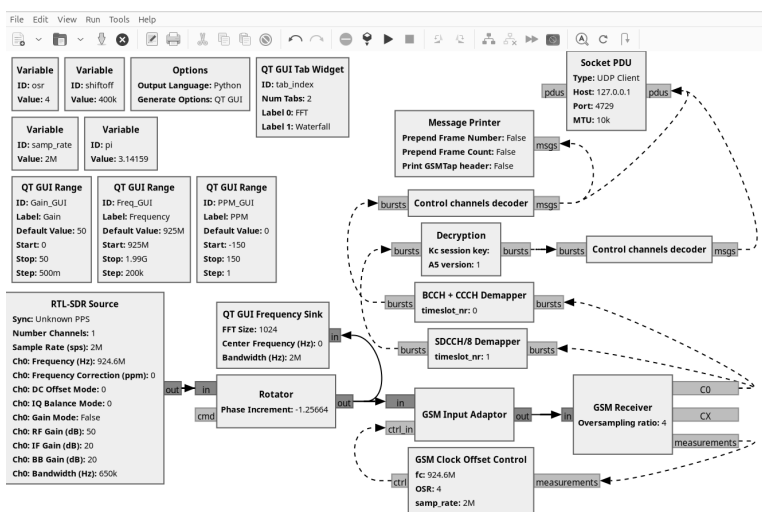 File Edit View Run Tools Help
Variable
ID: osr
Value: 4
Variable
ID: shiftoff
Value: 400k
Options
Output Language: Python
Generate Options: QT GUI
QT GUI Tab Widget
ID: tab_index
Num Tabs: 2
Label 0: FFT
Label 1: Waterfall
Socket PDU
Type: UDP Client
Host: 127.0.0.1
Port: 4729
MTU: 10k
pdus
pdus
Variable
ID: samp_rate
Value: 2M
Variable
ID: pi
Value: 3.14159
Message Printer
Prepend Frame Number: False
Prepend Frame Count: False
Print GSMTap header: False
msgs
QT GUI Range
ID: Gain_GUI
Label: Gain
Default Value: 50
Start: 0
Stop: 50
Step: 500m
QT GUI Range
ID: Freq_GUI
Label: Frequency
Default Value: 925M
Start: 925M
Stop: 1.99G
Step: 200k
QT GUI Range
ID: PPM_GUI
Label: PPM
Default Value: 0
Start: -150
Stop: 150
Step: 1
bursts
Control channels decoder
msgs
bursts
Decryption
Kc session key:
A5 version: 1
bursts
bursts
Control channels decoder
msgs
bursts
BCCH + CCCH Demapper
timeslot_nr: 0
bursts
bursts
SDCCH/8 Demapper
timeslot_nr: 1
bursts
RTL-SDR Source
Sync: Unknown PPS
Number Channels: 1
Sample Rate (sps): 2M
Ch0: Frequency (Hz): 924.6M
Ch0: Frequency Correction (ppm): 0
Ch0: DC Offset Mode: 0
Ch0: IQ Balance Mode: 0
Ch0: Gain Mode: False
Ch0: RF Gain (dB): 50
Ch0: IF Gain (dB): 20
Ch0: BB Gain (dB): 20
Ch0: Bandwidth (Hz): 650k
out
QT GUI Frequency Sink
FFT Size: 1024
Center Frequency (Hz): 0
Bandwidth (Hz): 2M
in
in
cmd
Rotator
Phase Increment: -1.25664
out
in
ctrl_in
GSM Input Adaptor
out
in
GSM Receiver
Oversampling ratio: 4
C0
CX
measurements
ctrl
GSM Clock Offset Control
fc: 924.6M
OSR: 4
samp_rate: 2M
measurements